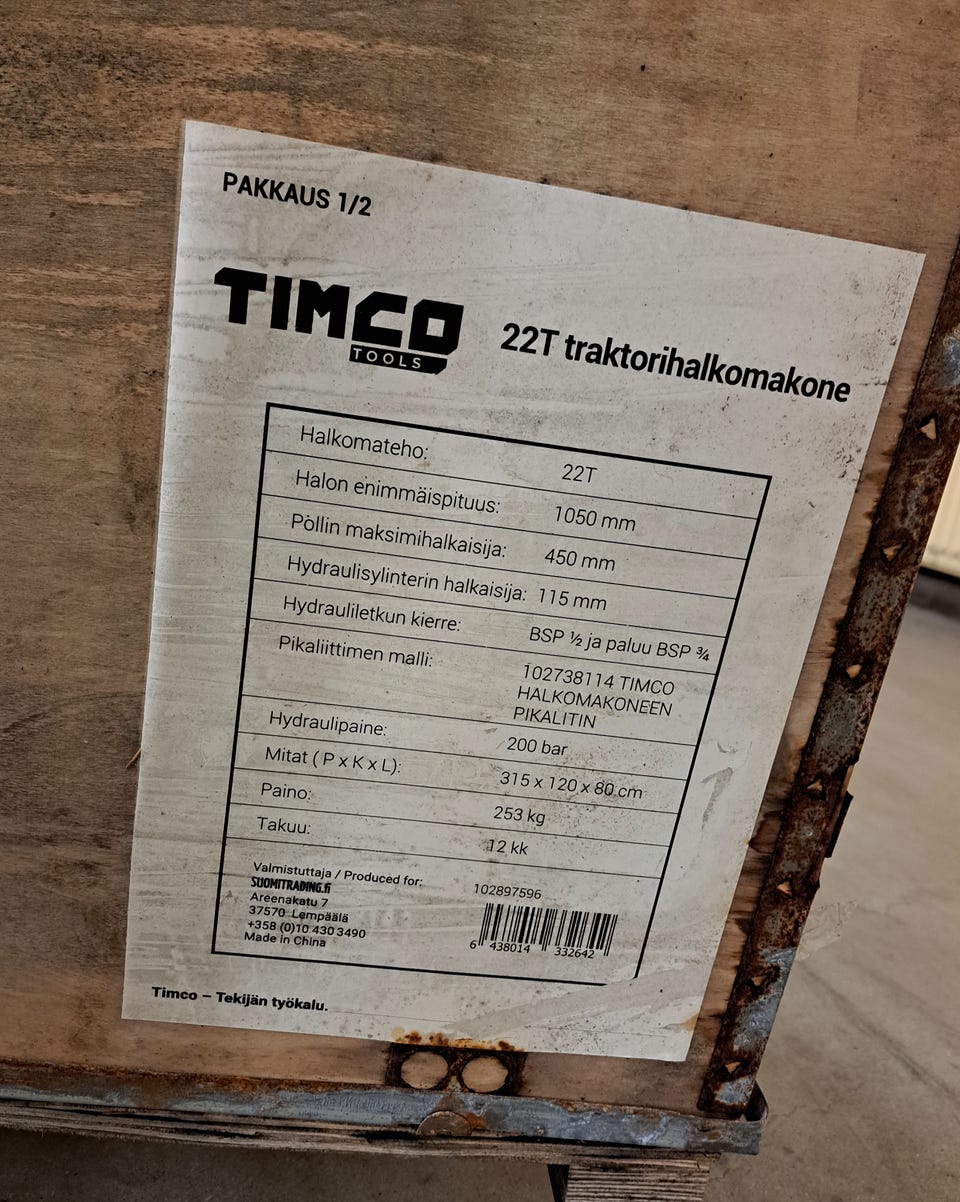 PAKKAUS 1/2
TIMCO
TOOLS
22T traktorihalkomakone
Halkomateho: 22T
Halon enimmäispituus: 1050 mm
Pöllin maksimihalkaisija: 450 mm
Hydraulisylinterin halkaisija: 115 mm
Hydrauliletkun kierre: BSP ½ ja paluu BSP ¾
Pikaliittimen malli: 102738114 TIMCO
HALKOMAKONEEN
PIKALITIN
Hydraulipaine: 200 bar
Mitat ( P x K x L): 315 x 120 x 80 cm
Paino: 253 kg
Takuu: 12 kk
Valmistuttaja / Produced for:
SUOMITRADING.fi
Areenakatu 7
37570 Lempäälä
+358 (0)10 430 3490
Made in China
102897596
6 438014 332642
Timco – Tekijän työkalu.